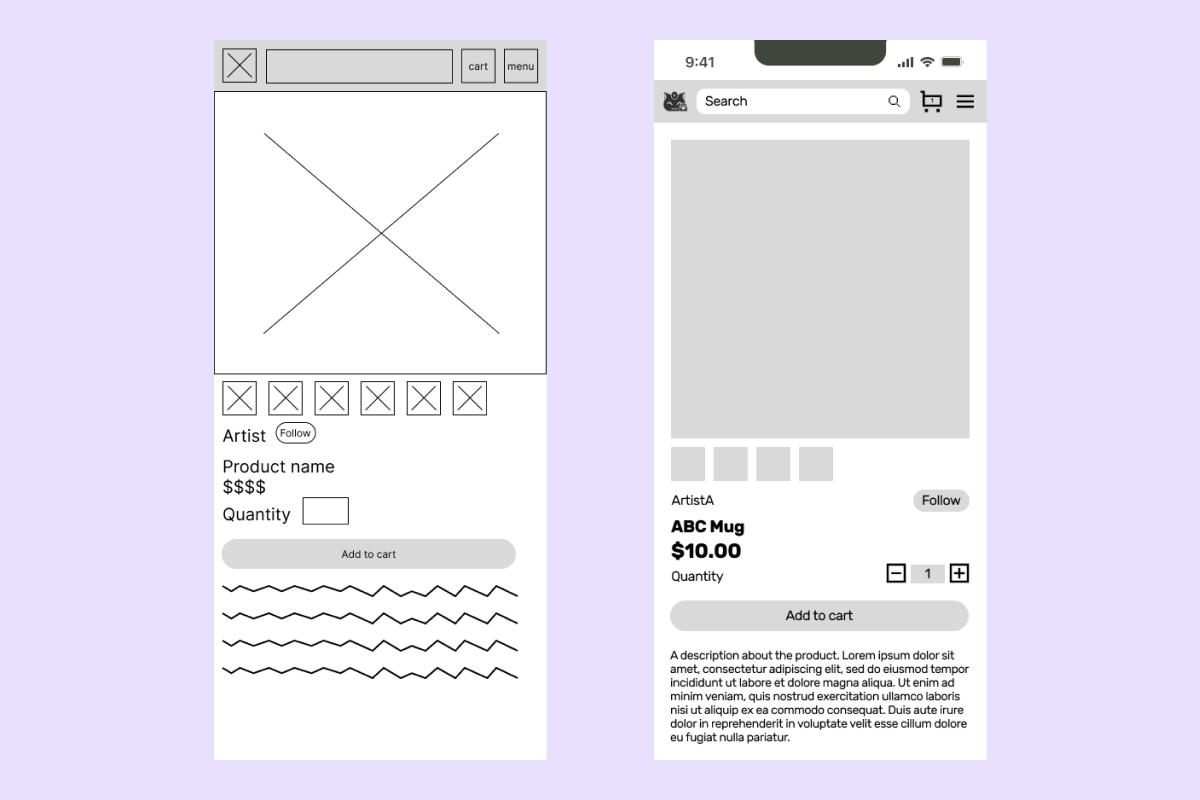 cart
menu
Artist
Follow
Product name
$$$$
Quantity
Add to cart
9:41
Search
1
ArtistA
Follow
ABC Mug
$10.00
Quantity
1
Add to cart
A description about the product. Lorem ipsum dolor sit
amet, consectetur adipiscing elit, sed do eiusmod tempor
incididunt ut labore et dolore magna aliqua. Ut enim ad
minim veniam, quis nostrud exercitation ullamco laboris
nisi ut aliquip ex ea commodo consequat. Duis aute irure
dolor in reprehenderit in voluptate velit esse cillum dolore
eu fugiat nulla pariatur.